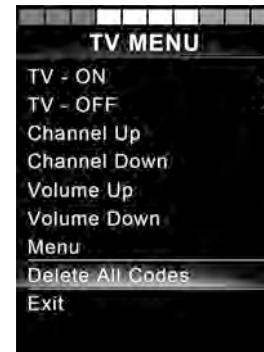 TV MENU
TV - ON
TV - OFF
Channel Up
Channel Down
Volume Up
Volume Down
Menu
Delete All Codes
Exit